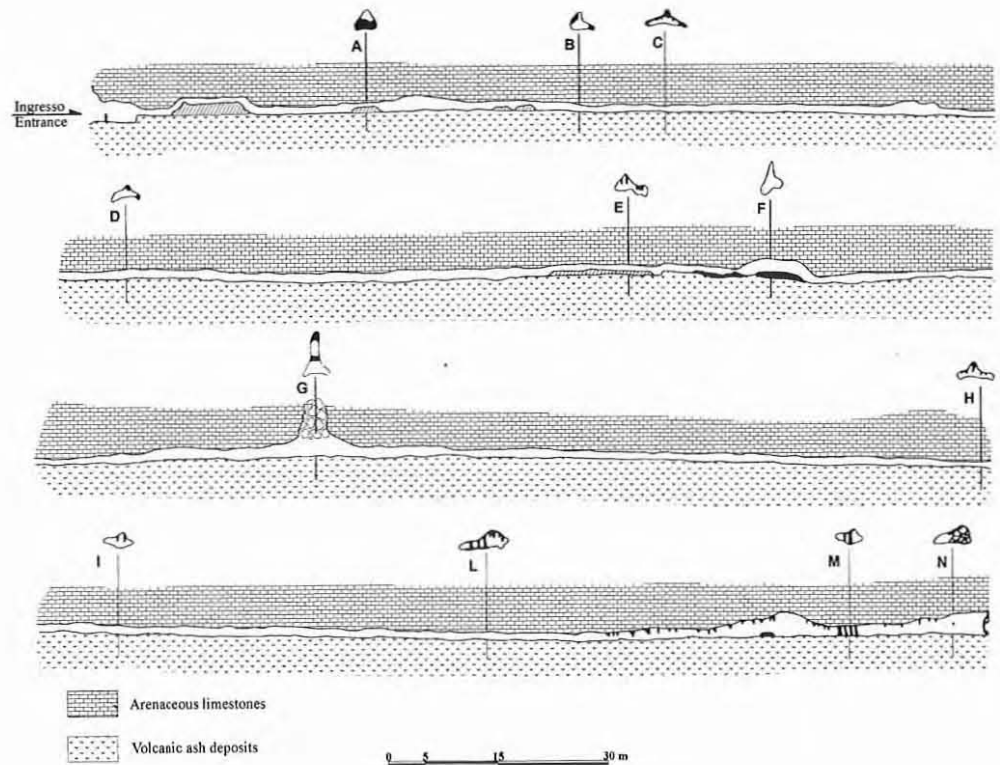 A
B
C
Ingresso
Entrance
D
E
F
G
H
I
L
M
N
Arenaceous limestones
Volcanic ash deposits
0 5 15 30 m